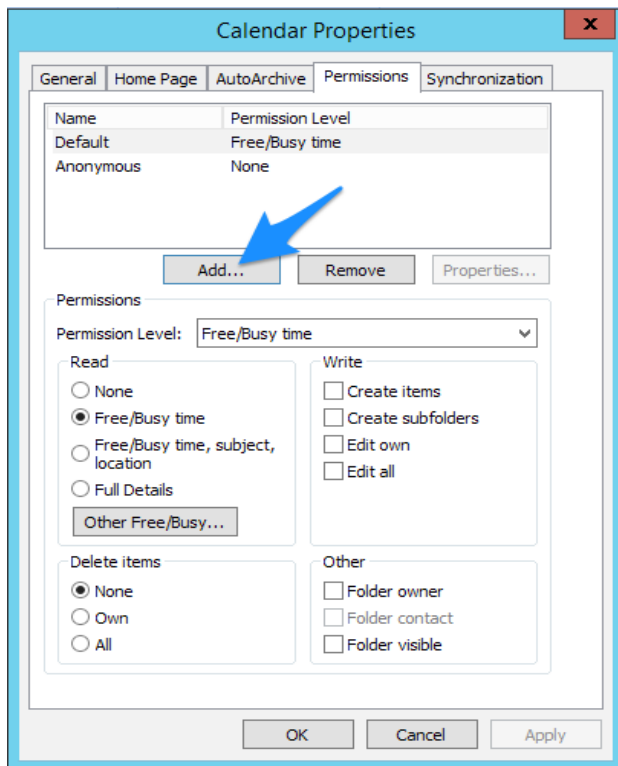 Calendar Properties
x
General Home Page AutoArchive Permissions Synchronization
Name Permission Level
Default Free/Busy time
Anonymous None
Add... Remove Properties...
Permissions
Permission Level: Free/Busy time
Read
None
Free/Busy time
Free/Busy time, subject,
location
Full Details
Other Free/Busy...
Write
Create items
Create subfolders
Edit own
Edit all
Delete items
None
Own
All
Other
Folder owner
Folder contact
Folder visible
OK Cancel Apply